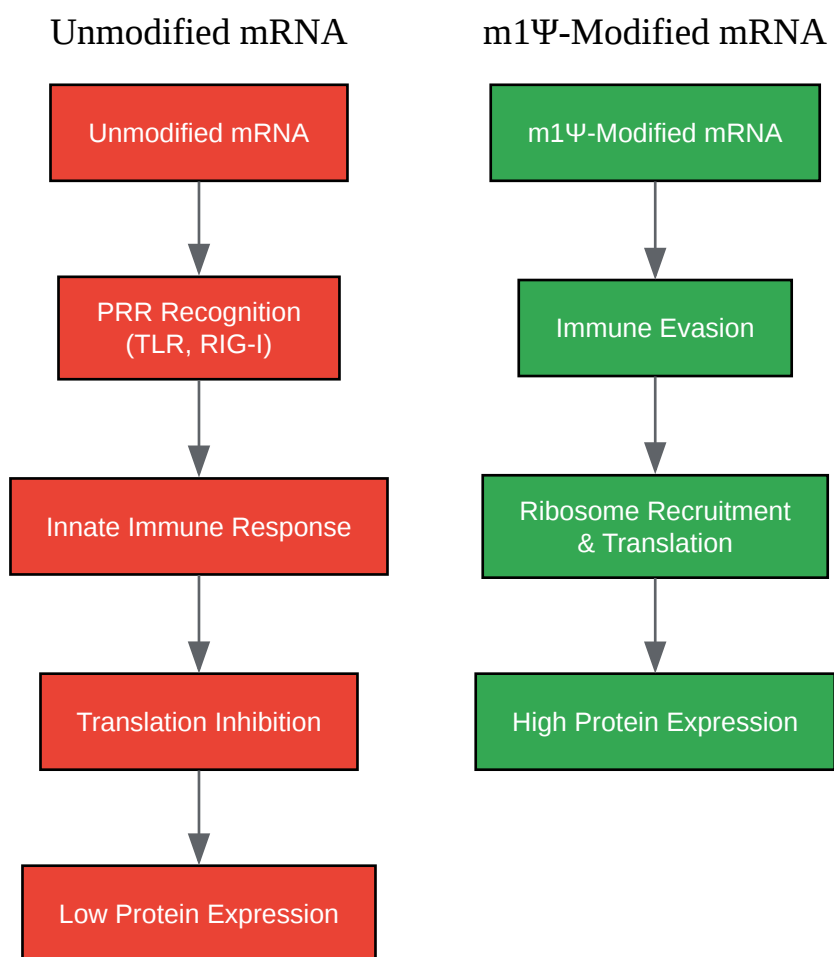 Unmodified mRNA
Unmodified mRNA
PRR Recognition
(TLR, RIG-I)
Innate Immune Response
Translation Inhibition
Low Protein Expression
m1Ψ-Modified mRNA
m1Ψ-Modified mRNA
Immune Evasion
Ribosome Recruitment
& Translation
High Protein Expression